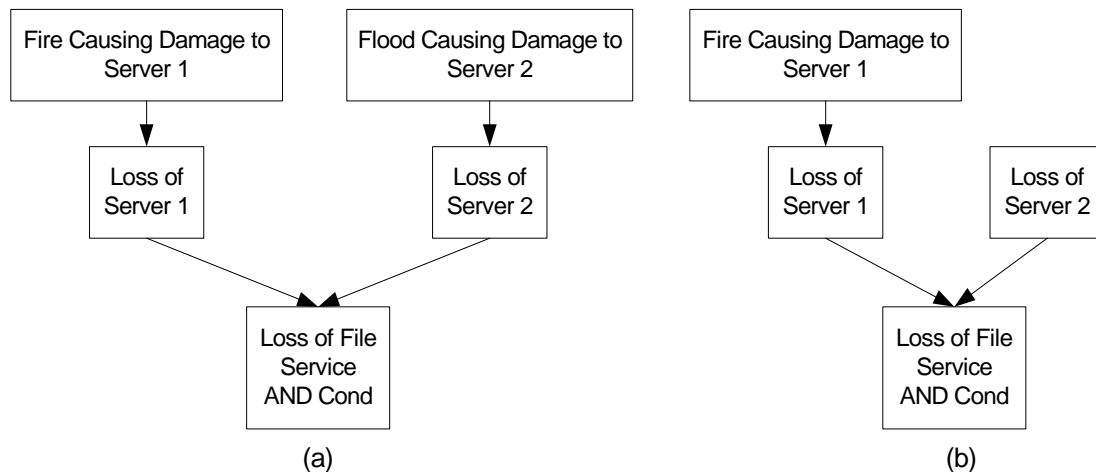 Fire Causing Damage to
Server 1
Flood Causing Damage to
Server 2
Loss of
Server 1
Loss of
Server 2
Loss of File
Service
AND Cond
(a)
Fire Causing Damage to
Server 1
Loss of
Server 1
Loss of
Server 2
Loss of File
Service
AND Cond
(b)